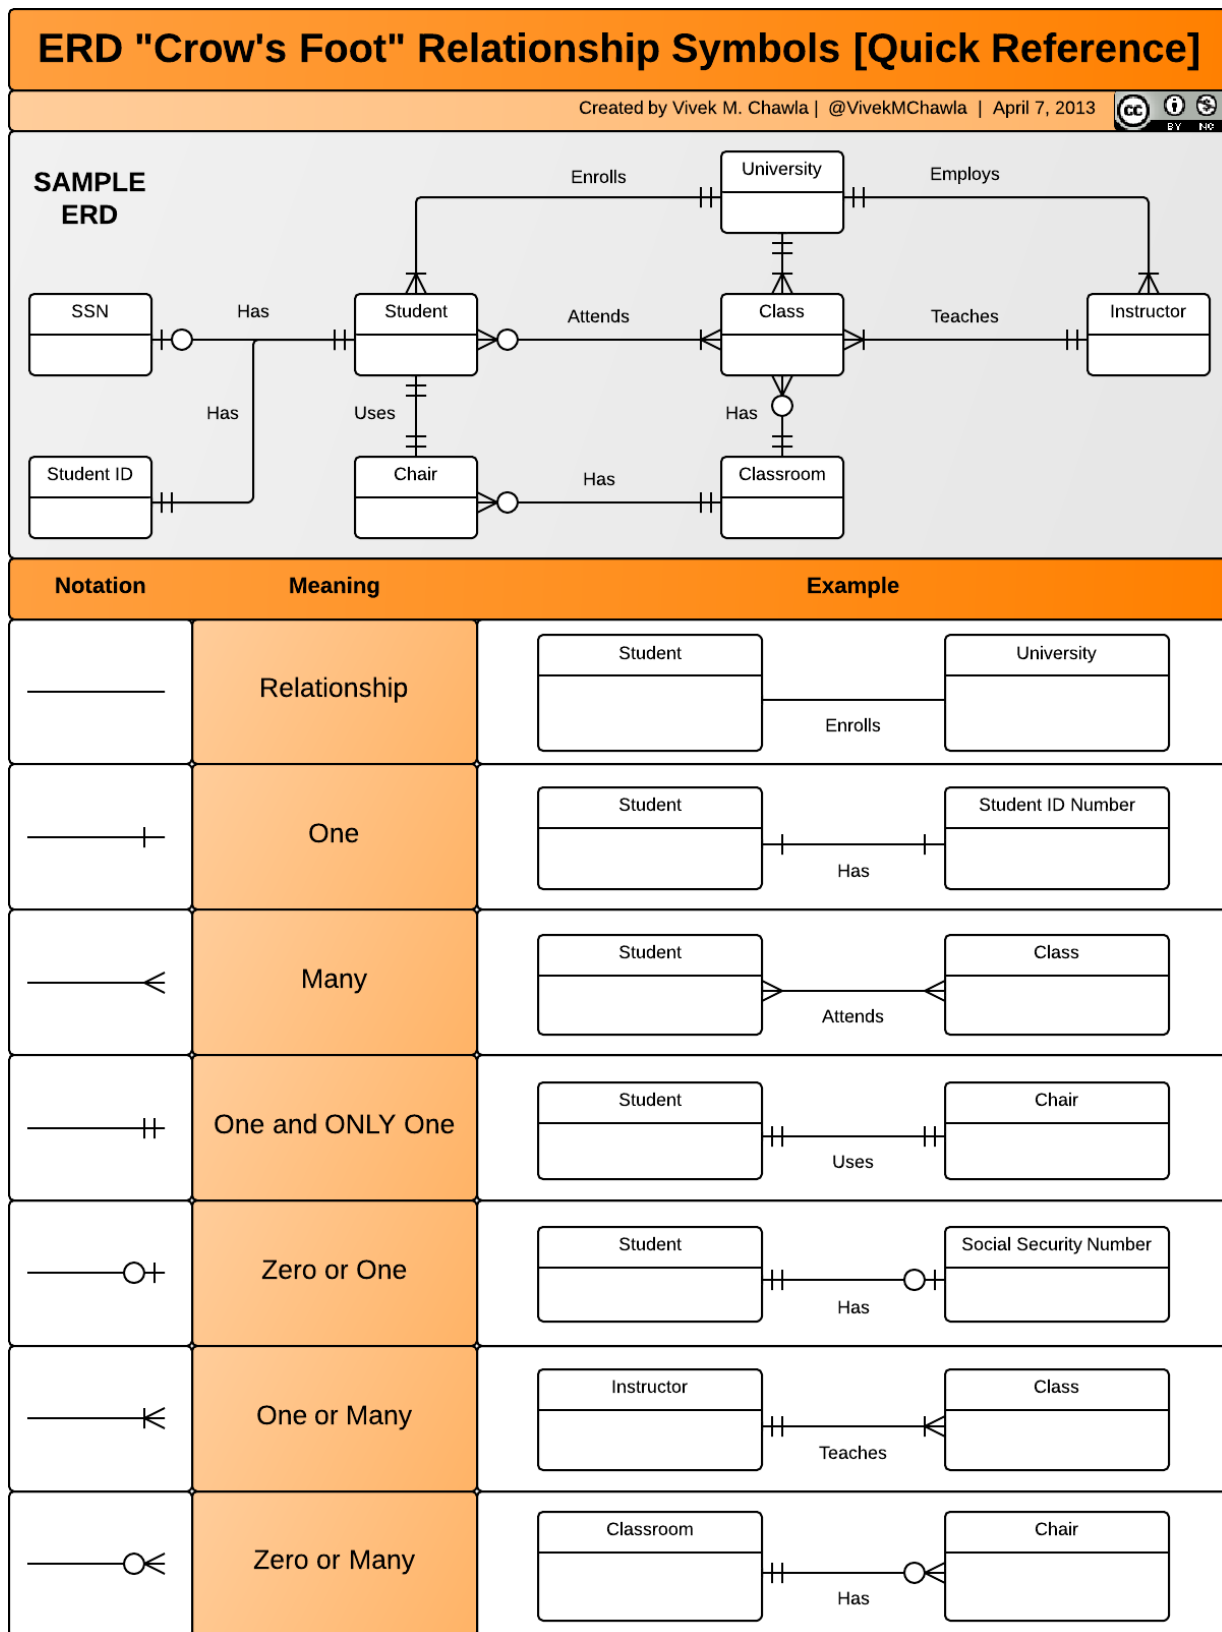 ERD "Crow's Foot" Relationship Symbols [Quick Reference]
Created by Vivek M. Chawla | @VivekMChawla | April 7, 2013
cc
BY NC
SAMPLE
ERD
Enrolls
University
Employs
SSN
Has
Student
Attends
Class
Teaches
Instructor
Has
Uses
Has
Student ID
Chair
Has
Classroom
Notation Meaning Example
Relationship
Student
University
Enrolls
One
Student
Student ID Number
Has
Many
Student
Class
Attends
One and ONLY One
Student
Chair
Uses
Zero or One
Student
Social Security Number
Has
One or Many
Instructor
Class
Teaches
Zero or Many
Classroom
Chair
Has